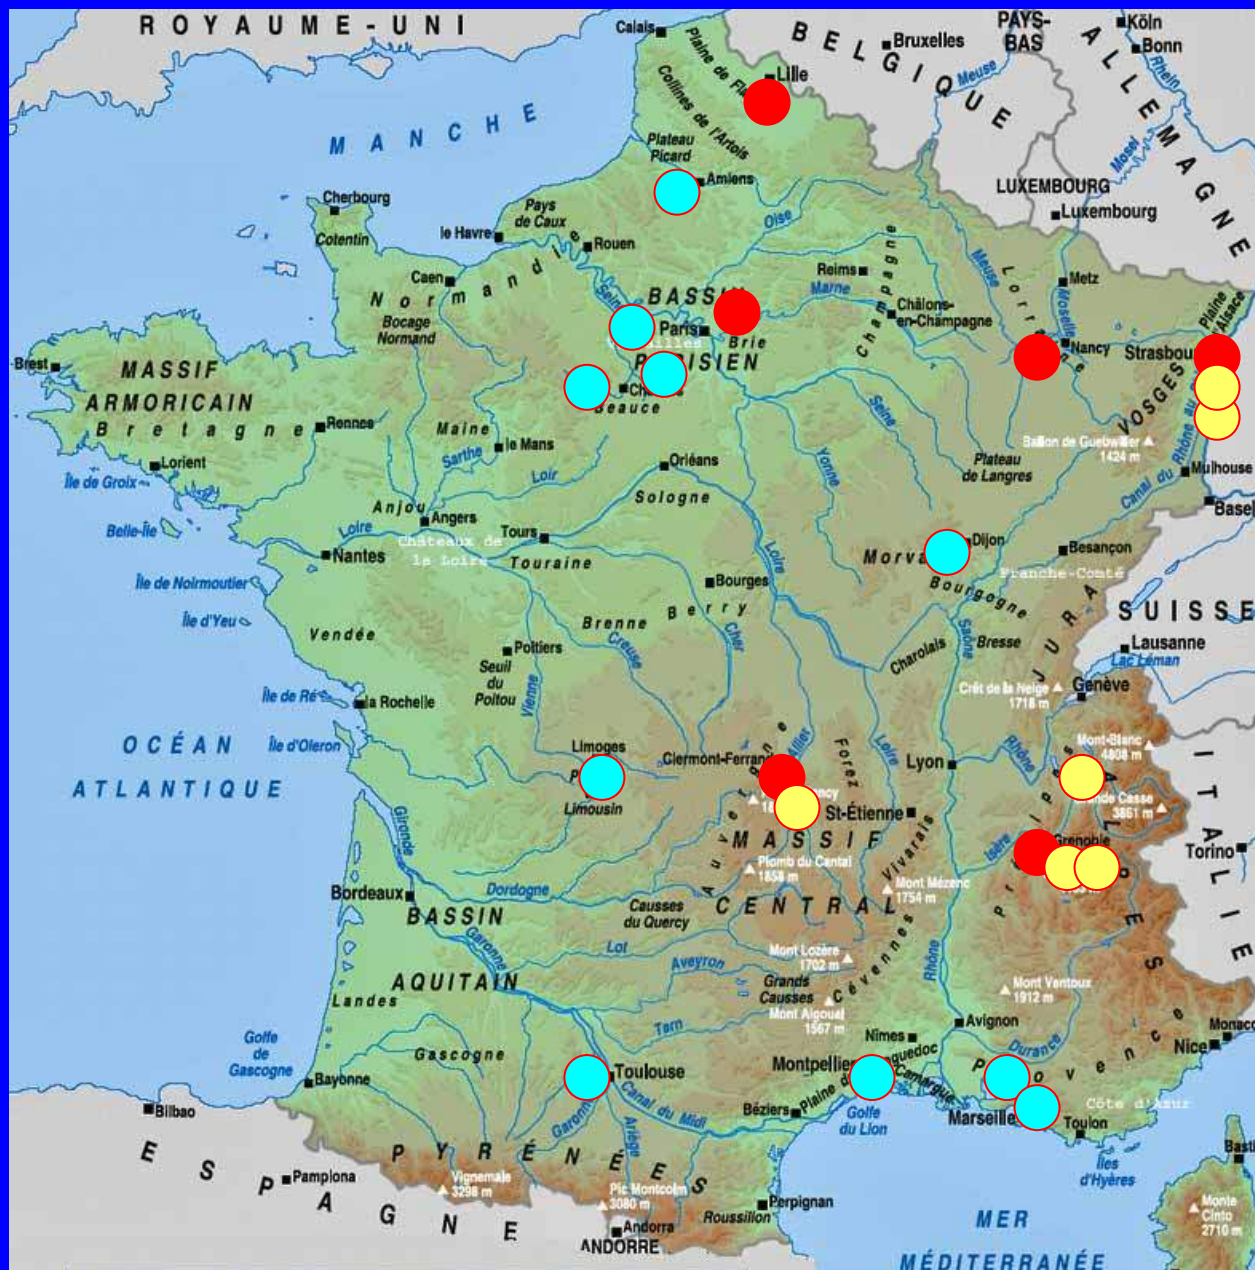 ROYAUME-UNI
Calais
Plaine de
Lille
BELGIQUE
Bruxelles
PAYS-
BAS
Köln
Bonn
ALLEMAGNE
Rhein
Meuse
Mosel
MANCHE
Collines de l'Artois
Plateau
Picard
Amiens
LUXEMBOURG
Luxembourg
Cherbourg
Cotentin
Pays
de Caux
le Havre
Rouen
Oise
Caen
Normandie
Bocage
Normand
Seine
BASSIN
PARISIEN
Paris
Brie
Reims
Marne
Champagne
Châlons-
en-Champagne
Meuse
Lorraine
Metz
Moselle
Nancy
Plaine
d'Alsace
Strasbourg
VOSGES
Brest
MASSIF
ARMORICAIN
Bretagne
Rennes
Maine
Sarthe
le Mans
Beauce
Loir
Orléans
Sologne
Yonne
Seine
Plateau
de Langres
Ballon de Guebwiller
1424 m
Canal du Rhône au
Mulhouse
Basel
Lorient
Île de Groix
Belle-Île
Anjou
Angers
Loire
Nantes
Châteaux de
la Loire
Tours
Touraine
Loire
Morvan
Dijon
Besançon
Franche-Comté
Bourgogne
Île de Noirmoutier
Île d'Yeu
Vendée
Bourges
Berry
Brenne
Creuse
Cher
Poitiers
Seuil
du
Poitou
Vienne
Charolais
Saône
Bresse
JURA
SUISSE
Lausanne
Lac Léman
Genève
Crêt de la Neige
1718 m
Île de Ré
la Rochelle
Île d'Oleron
OCÉAN
ATLANTIQUE
Limoges
Limousin
Clermont-Ferrand
Allier
Auvergne
Forez
Loire
Lyon
Rhône
Mont-Blanc
4808 m
Grande Casse
3861 m
ITALIE
Torino
St-Étienne
MASSIF
CENTRAL
Vivarais
Isère
Grenoble
Gironde
Bordeaux
BASSIN
AQUITAIN
Dordogne
Plomb du Cantal
1858 m
Mont Mézenc
1754 m
Causses
du Quercy
Garonne
Lot
Aveyron
Mont Lozère
1702 m
Cévennes
Rhône
Grands
Causses
Mont Aigoual
1567 m
Mont Ventoux
1912 m
Landes
Tarn
Golfe
de
Gascogne
Gascogne
Avignon
Nîmes
Durance
Provence
Monaco
Nice
Bayonne
Toulouse
Montpellier
Languedoc
Camargue
Canal du Midi
Plaine
Béziers
Golfe
du Lion
Marseille
Côte d'Azur
Toulon
Bilbao
Garonne
Ariège
PYRÉNÉES
Îles
d'Hyères
ESPAGNE
Pamplona
Vignemale
3298 m
Pic Montcolm
3080 m
Roussillon
Perpignan
Andorra
ANDORRE
MER
MÉDITERRANÉE
Monte
Cinto
2710 m